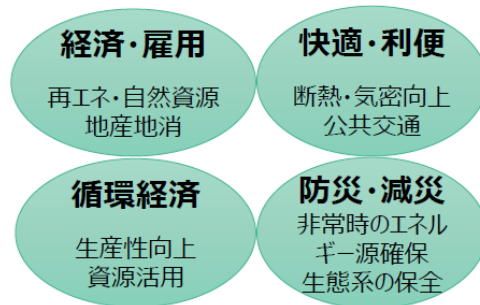 経済・雇用
再エネ・自然資源
地産地消
快適・利便
断熱・気密向上
公共交通
循環経済
生産性向上
資源活用
防災・減災
非常時のエネル
ギー源確保
生態系の保全